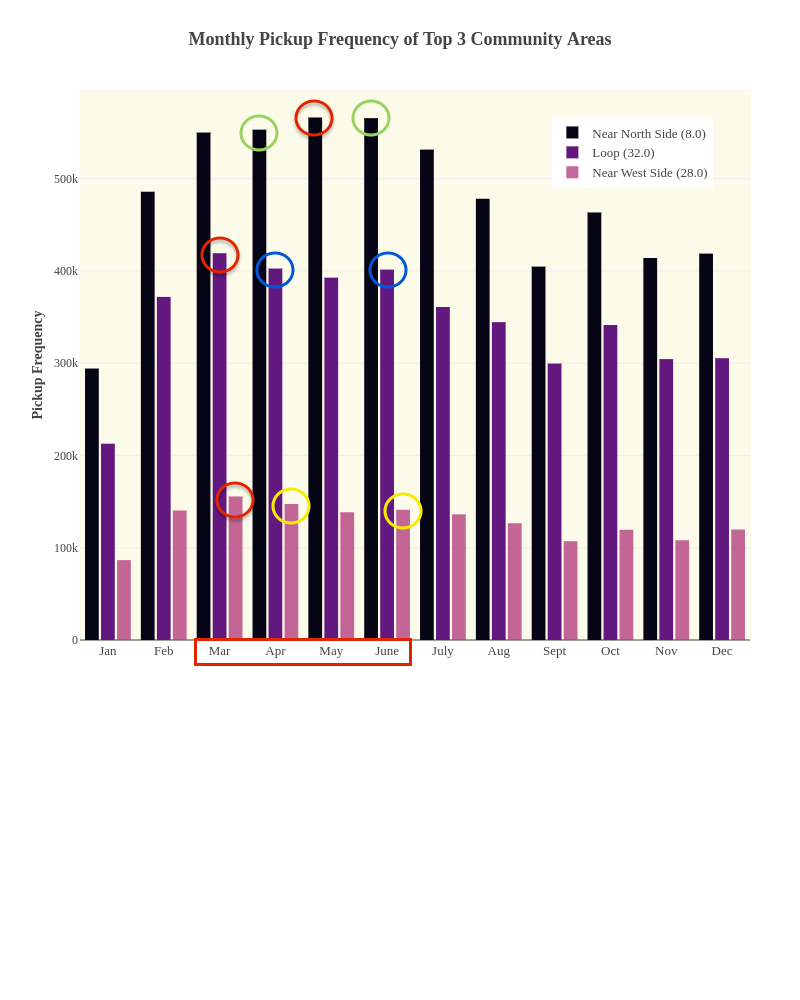 Monthly Pickup Frequency of Top 3 Community Areas
Near North Side (8.0)
Loop (32.0)
Near West Side (28.0)
Pickup Frequency
500k
400k
300k
200k
100k
0
Jan Feb Mar Apr May June July Aug Sept Oct Nov Dec